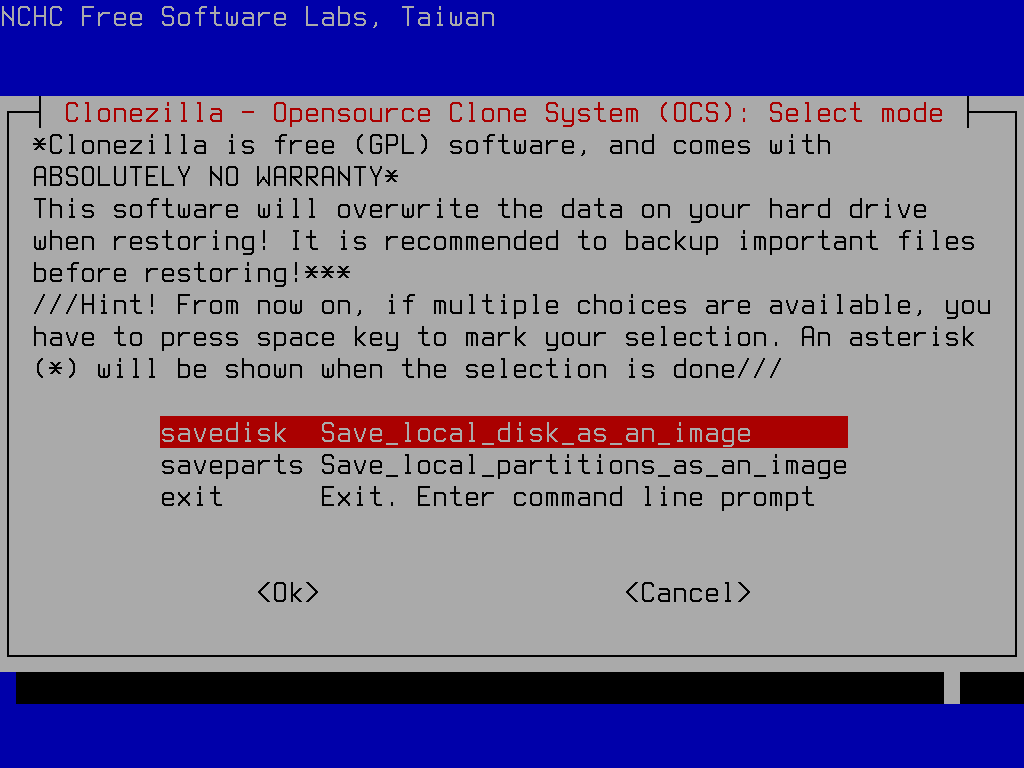 NCHC Free Software Labs, Taiwan
Clonezilla - Opensource Clone System (OCS): Select mode
*Clonezilla is free (GPL) software, and comes with
ABSOLUTELY NO WARRANTY*
This software will overwrite the data on your hard drive
when restoring! It is recommended to backup important files
before restoring!***
///Hint! From now on, if multiple choices are available, you
have to press space key to mark your selection. An asterisk
(*) will be shown when the selection is done///
savedisk Save_local_disk_as_an_image
saveparts Save_local_partitions_as_an_image
exit Exit. Enter command line prompt
<Ok> <Cancel>